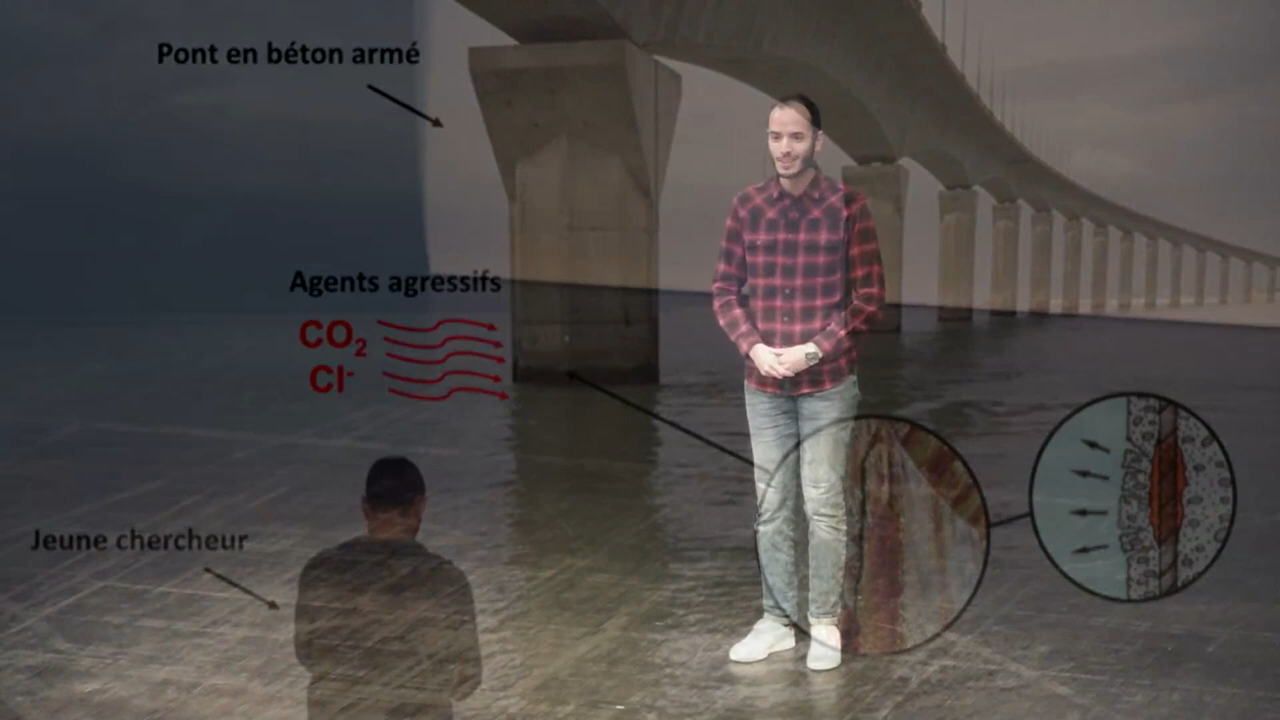 Pont en béton armé
Agents agressifs
CO₂
Cl⁻
Jeune chercheur